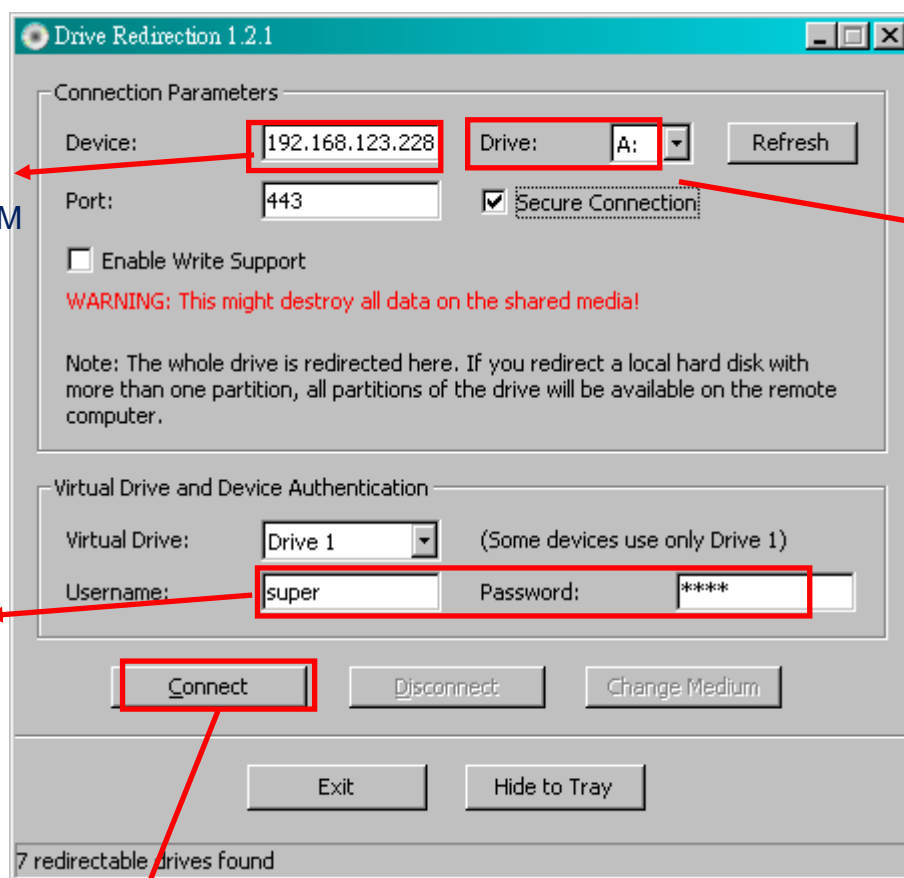 Drive Redirection 1.2.1
Connection Parameters
Device: 192.168.123.228 Drive: A: Refresh
M
Port: 443 Secure Connection
Enable Write Support
WARNING: This might destroy all data on the shared media!
Note: The whole drive is redirected here. If you redirect a local hard disk with
more than one partition, all partitions of the drive will be available on the remote
computer.
Virtual Drive and Device Authentication
Virtual Drive: Drive 1 (Some devices use only Drive 1)
Username: super Password: ****
Connect Disconnect Change Medium
Exit Hide to Tray
7 redirectable drives found